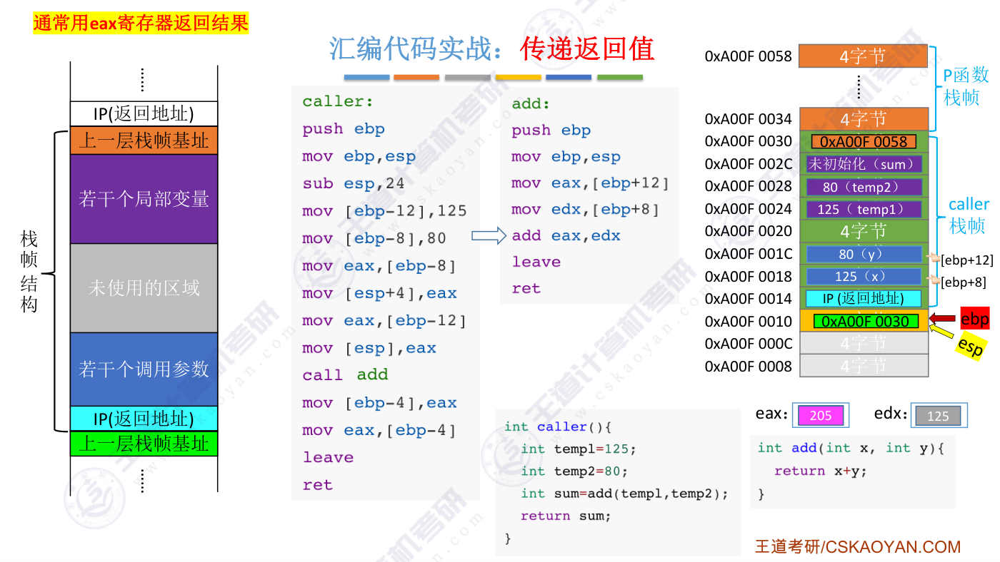 通常用eax寄存器返回结果
汇编代码实战：传递返回值
IP(返回地址)
上一层栈帧基址
若干个局部变量
未使用的区域
若干个调用参数
IP(返回地址)
上一层栈帧基址
栈帧结构
caller:
push ebp
mov ebp,esp
sub esp,24
mov [ebp-12],125
mov [ebp-8],80
mov eax,[ebp-8]
mov [esp+4],eax
mov eax,[ebp-12]
mov [esp],eax
call add
mov [ebp-4],eax
mov eax,[ebp-4]
leave
ret
add:
push ebp
mov ebp,esp
mov eax,[ebp+12]
mov edx,[ebp+8]
add eax,edx
leave
ret
int caller(){
int temp1=125;
int temp2=80;
int sum=add(temp1,temp2);
return sum;
}
0xA00F 0058 4字节
P函数
栈帧
0xA00F 0034 4字节
0xA00F 0030 0xA00F 0058
0xA00F 002C 未初始化（sum）
0xA00F 0028 80（temp2）
0xA00F 0024 125（ temp1）
caller
栈帧
0xA00F 0020 4字节
0xA00F 001C 80（y）
[ebp+12]
0xA00F 0018 125（x）
[ebp+8]
0xA00F 0014 IP (返回地址)
0xA00F 0010 0xA00F 0030
ebp
esp
0xA00F 000C 4字节
0xA00F 0008 4字节
eax: 205 edx: 125
int add(int x, int y){
return x+y;
}
王道考研/CSKAOYAN.COM
王道计算机考研
www.cskaoyan.com